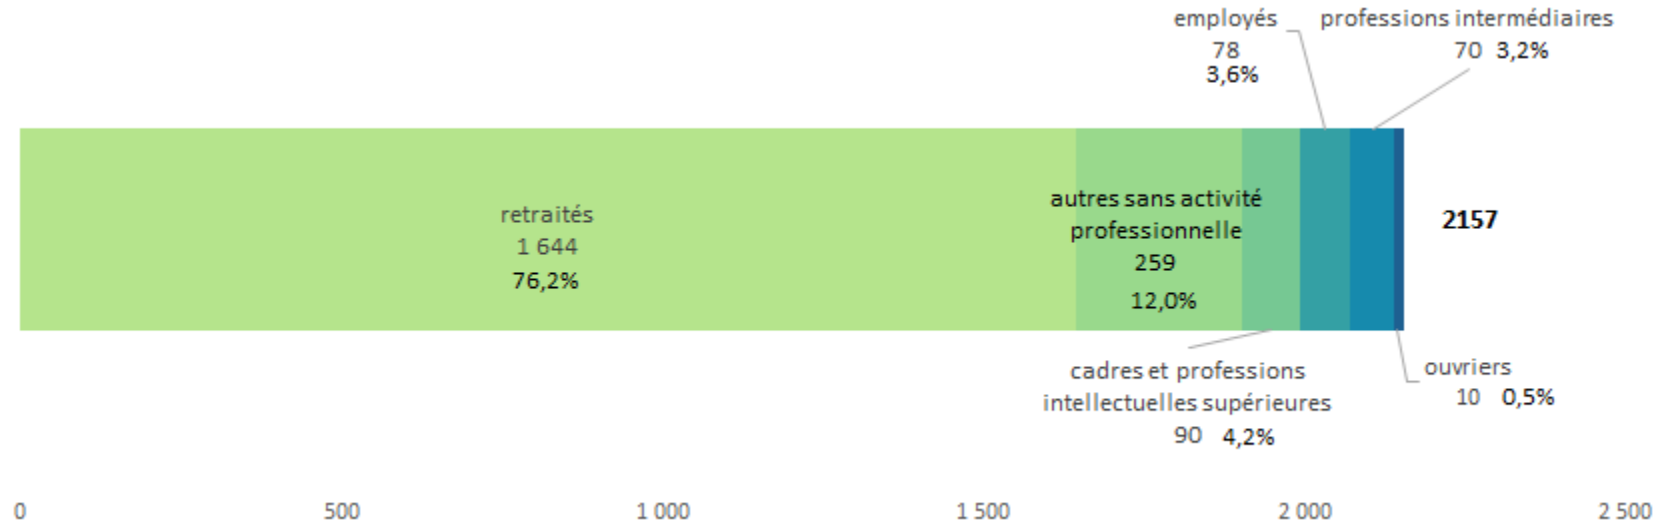 employés
78
3,6%
professions intermédiaires
70 3,2%
retraités
1 644
76,2%
autres sans activité
professionnelle
259
12,0%
2157
cadres et professions
intellectuelles supérieures
90 4,2%
ouvriers
10 0,5%
0 500 1 000 1 500 2 000 2 500